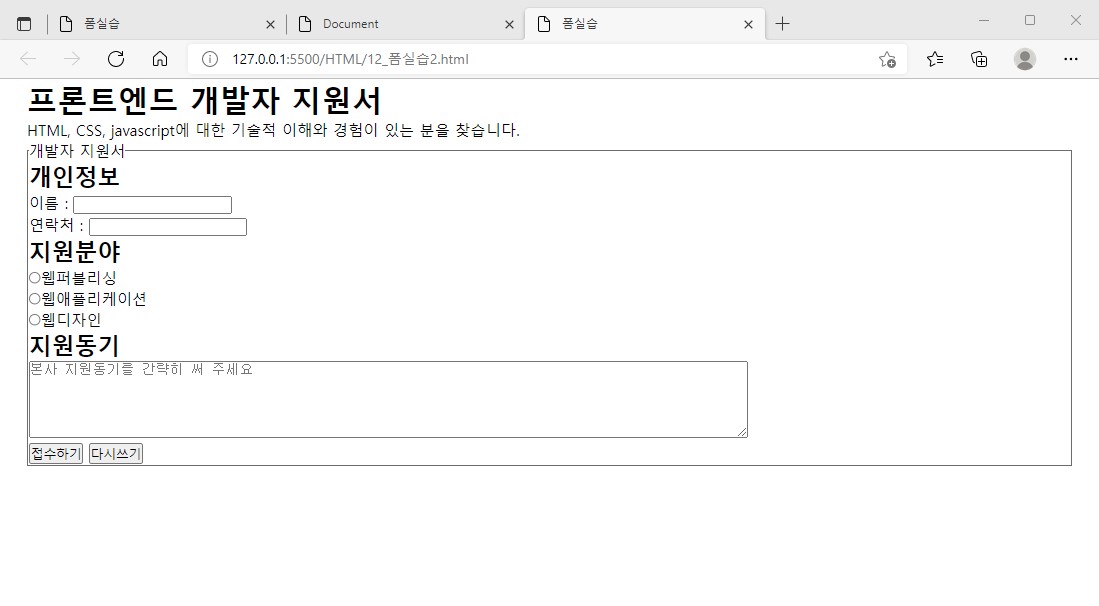 폼실습
Document
폼실습
127.0.0.1:5500/HTML/12_폼실습2.html
프론트엔드 개발자 지원서
HTML, CSS, javascript에 대한 기술적 이해와 경험이 있는 분을 찾습니다.
개발자 지원서
개인정보
이름 :
연락처 :
지원분야
웹퍼블리싱
웹애플리케이션
웹디자인
지원동기
본사 지원동기를 간략히 써 주세요
접수하기 다시쓰기